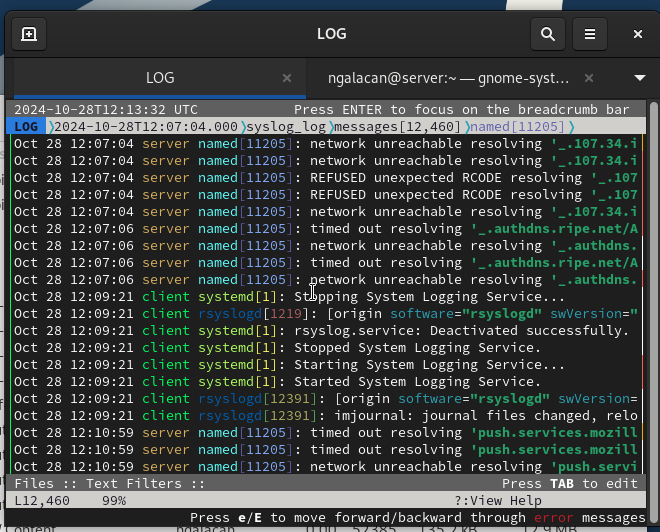 LOG
LOG
ngalacan@server:~ — gnome-syst…
2024-10-28T12:13:32 UTC Press ENTER to focus on the breadcrumb bar
LOG ⟩2024-10-28T12:07:04.000⟩syslog_log⟩messages[12,460]⟩named[11205]⟩
Oct 28 12:07:04 server named[11205]: network unreachable resolving '_.107.34.i
Oct 28 12:07:04 server named[11205]: network unreachable resolving '_.107.34.i
Oct 28 12:07:04 server named[11205]: REFUSED unexpected RCODE resolving '_.107
Oct 28 12:07:04 server named[11205]: REFUSED unexpected RCODE resolving '_.107
Oct 28 12:07:04 server named[11205]: network unreachable resolving '_.107.34.i
Oct 28 12:07:06 server named[11205]: timed out resolving '_.authdns.ripe.net/A
Oct 28 12:07:06 server named[11205]: network unreachable resolving '_.authdns.
Oct 28 12:07:06 server named[11205]: timed out resolving '_.authdns.ripe.net/A
Oct 28 12:07:06 server named[11205]: network unreachable resolving '_.authdns.
Oct 28 12:09:21 client systemd[1]: Stopping System Logging Service...
Oct 28 12:09:21 client rsyslogd[1219]: [origin software="rsyslogd" swVersion="
Oct 28 12:09:21 client systemd[1]: rsyslog.service: Deactivated successfully.
Oct 28 12:09:21 client systemd[1]: Stopped System Logging Service.
Oct 28 12:09:21 client systemd[1]: Starting System Logging Service...
Oct 28 12:09:21 client systemd[1]: Started System Logging Service.
Oct 28 12:09:21 client rsyslogd[12391]: [origin software="rsyslogd" swVersion=
Oct 28 12:09:21 client rsyslogd[12391]: imjournal: journal files changed, relo
Oct 28 12:10:59 server named[11205]: timed out resolving 'push.services.mozill
Oct 28 12:10:59 server named[11205]: timed out resolving 'push.services.mozill
Oct 28 12:10:59 server named[11205]: network unreachable resolving 'push.servi
Files :: Text Filters :: Press TAB to edit
L12,460 99% ?:View Help
Press e/E to move forward/backward through error messages